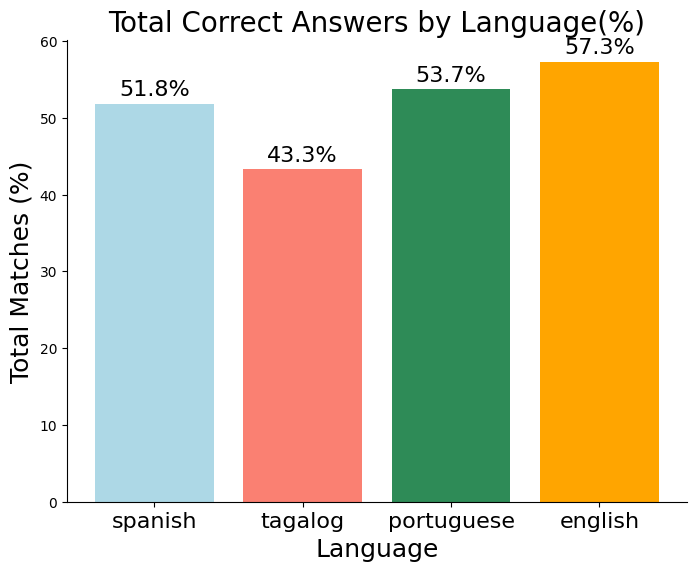 Total Correct Answers by Language(%)
60
57.3%
53.7%
51.8%
50
43.3%
40
30
20
10
0
Total Matches (%)
spanish tagalog portuguese english
Language